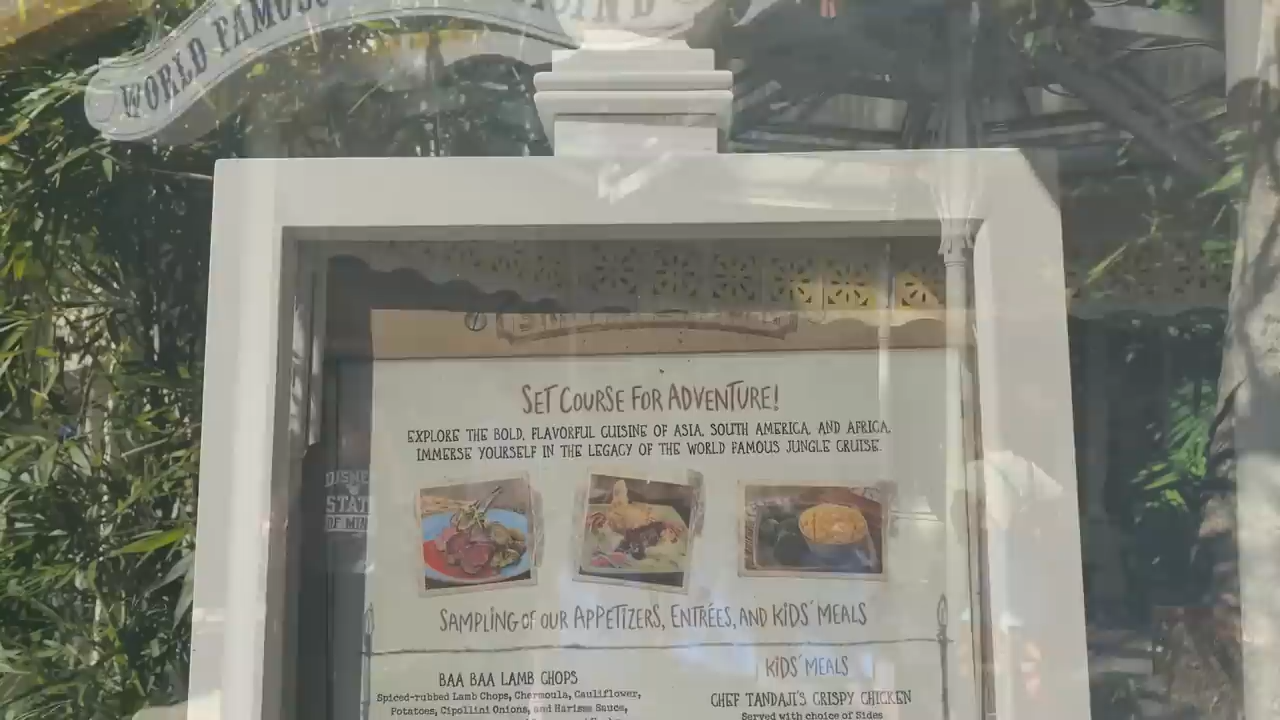 WORLD FAMOUS
SET COURSE FOR ADVENTURE!
EXPLORE THE BOLD, FLAVORFUL CUISINE OF ASIA, SOUTH AMERICA, AND AFRICA.
IMMERSE YOURSELF IN THE LEGACY OF THE WORLD FAMOUS JUNGLE CRUISE.
STATE
OF MIN
SAMPLING OF OUR APPETIZERS, ENTRÉES, AND KIDS' MEALS
BAA BAA LAMB CHOPS
Spiced-rubbed Lamb Chops, Chermoula, Cauliflower,
Potatoes, Cipollini Onions, and Harissa Sauce,
KIDS' MEALS
CHEF TANDAJI'S CRISPY CHICKEN
Served with choice of Sides